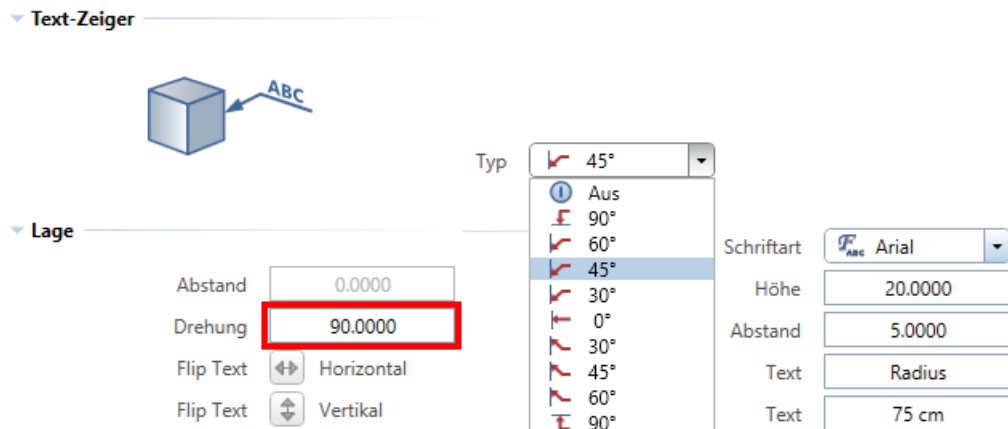 Text-Zeiger
ABC
Typ 45°
Aus
90°
60°
45°
30°
0°
30°
45°
60°
90°
Lage
Abstand 0.0000
Drehung 90.0000
Flip Text Horizontal
Flip Text Vertikal
Schriftart FABC Arial
Höhe 20.0000
Abstand 5.0000
Text Radius
Text 75 cm